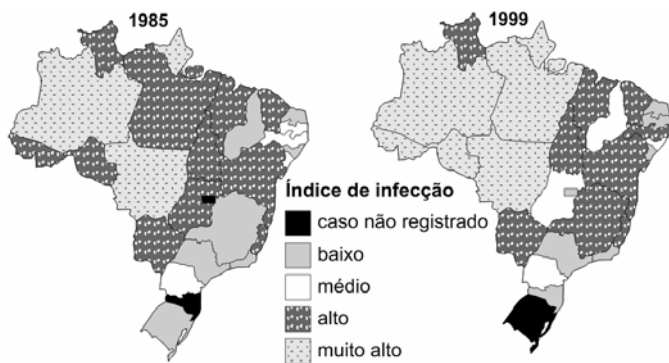 1985
1999
Índice de infecção
caso não registrado
baixo
médio
alto
muito alto